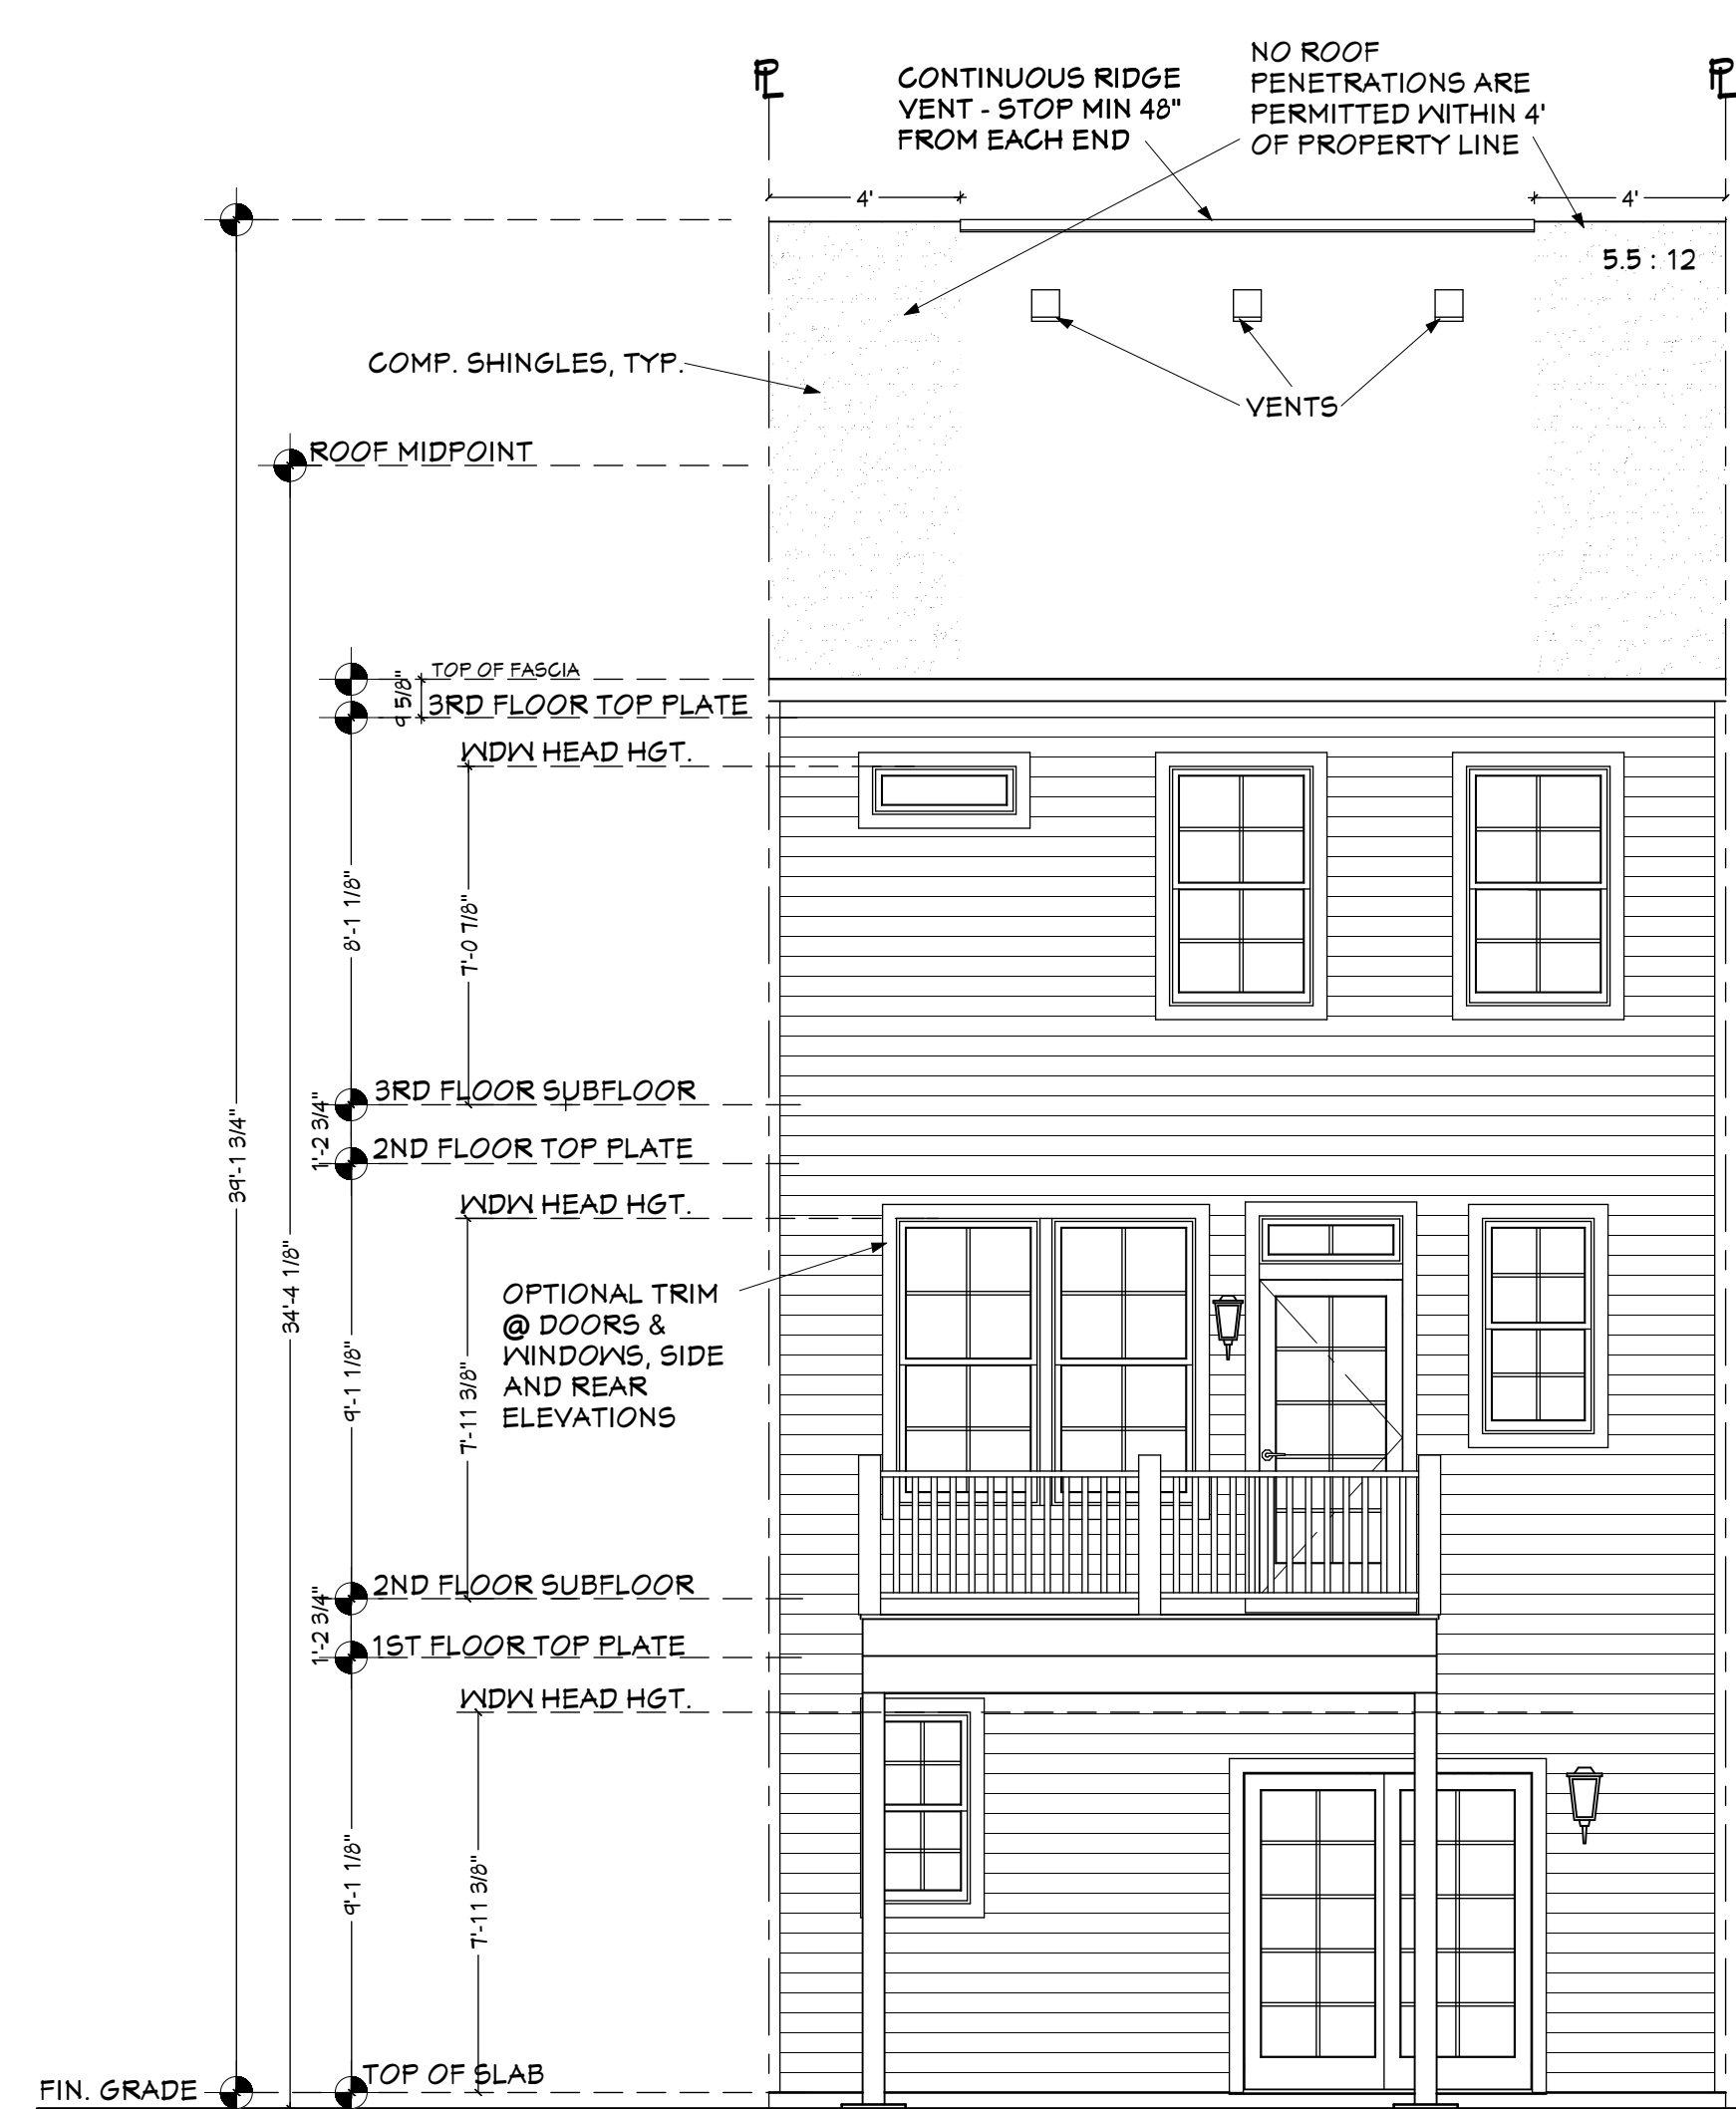 PL
PL
CONTINUOUS RIDGE
VENT - STOP MIN 48"
FROM EACH END
NO ROOF
PENETRATIONS ARE
PERMITTED WITHIN 4'
OF PROPERTY LINE
4'
4'
5.5 : 12
COMP. SHINGLES, TYP.
VENTS
ROOF MIDPOINT
TOP OF FASCIA
9 5/8"
3RD FLOOR TOP PLATE
WDW HEAD HGT.
8'-1 1/8"
7'-0 7/8"
3RD FLOOR SUBFLOOR
1'-2 3/4"
39'-1 3/4"
2ND FLOOR TOP PLATE
WDW HEAD HGT.
34'-4 1/8"
OPTIONAL TRIM
@ DOORS &
WINDOWS, SIDE
AND REAR
ELEVATIONS
9'-1 1/8"
7'-11 3/8"
2ND FLOOR SUBFLOOR
1'-2 3/4"
1ST FLOOR TOP PLATE
WDW HEAD HGT.
9'-1 1/8"
7'-11 3/8"
TOP OF SLAB
FIN. GRADE